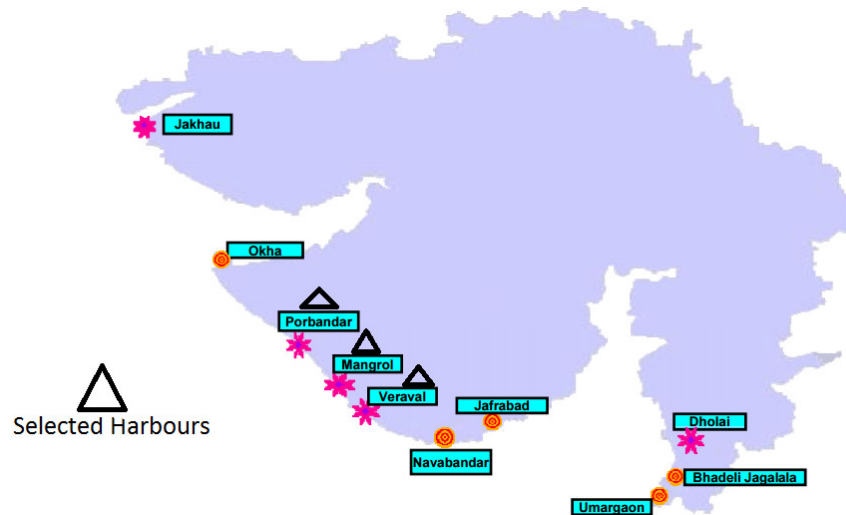 Jakhau
Okha
Porbandar
Mangrol
Veraval
Jafrabad
Selected Harbours
Dholai
Navabandar
Bhadeli Jagalala
Umargaon